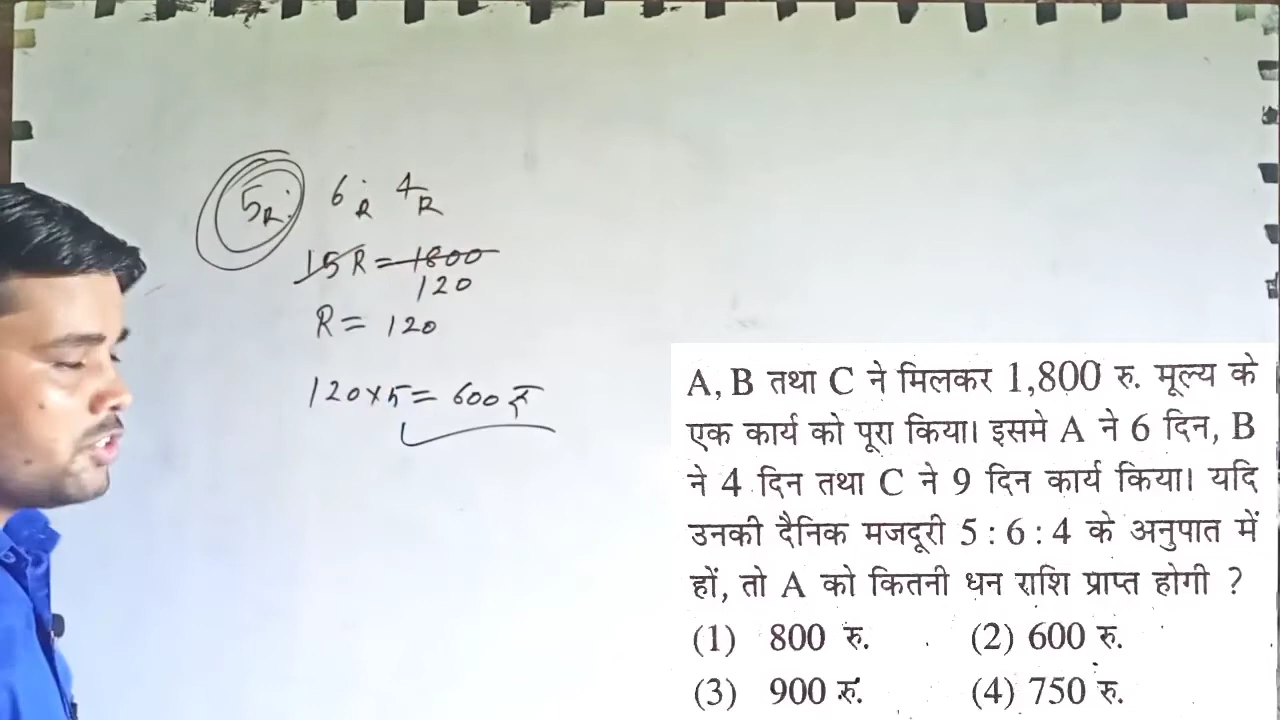 5R : 6R : 4R
15R = 1800
120
R = 120
120×5 = 600 ₹
A, B तथा C ने मिलकर 1,800 रु. मूल्य के
एक कार्य को पूरा किया। इसमे A ने 6 दिन, B
ने 4 दिन तथा C ने 9 दिन कार्य किया। यदि
उनकी दैनिक मजदूरी 5 : 6 : 4 के अनुपात में
हों, तो A को कितनी धन राशि प्राप्त होगी ?
(1) 800 रु. (2) 600 रु.
(3) 900 रु. (4) 750 रु.